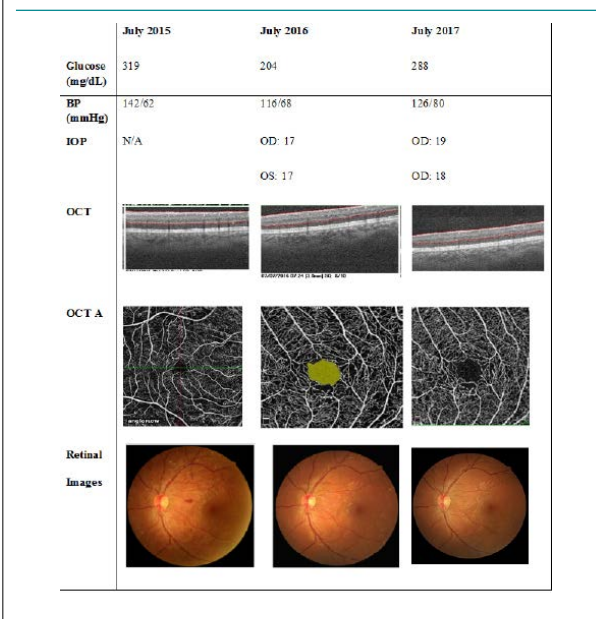 July 2015 July 2016 July 2017
Glucose 319 204 288
(mg/dL)
BP 142/62 116/68 126/80
(mmHg)
IOP N/A OD: 17 OD: 19
OS: 17 OD: 18
OCT
OCT A
Retinal
Images